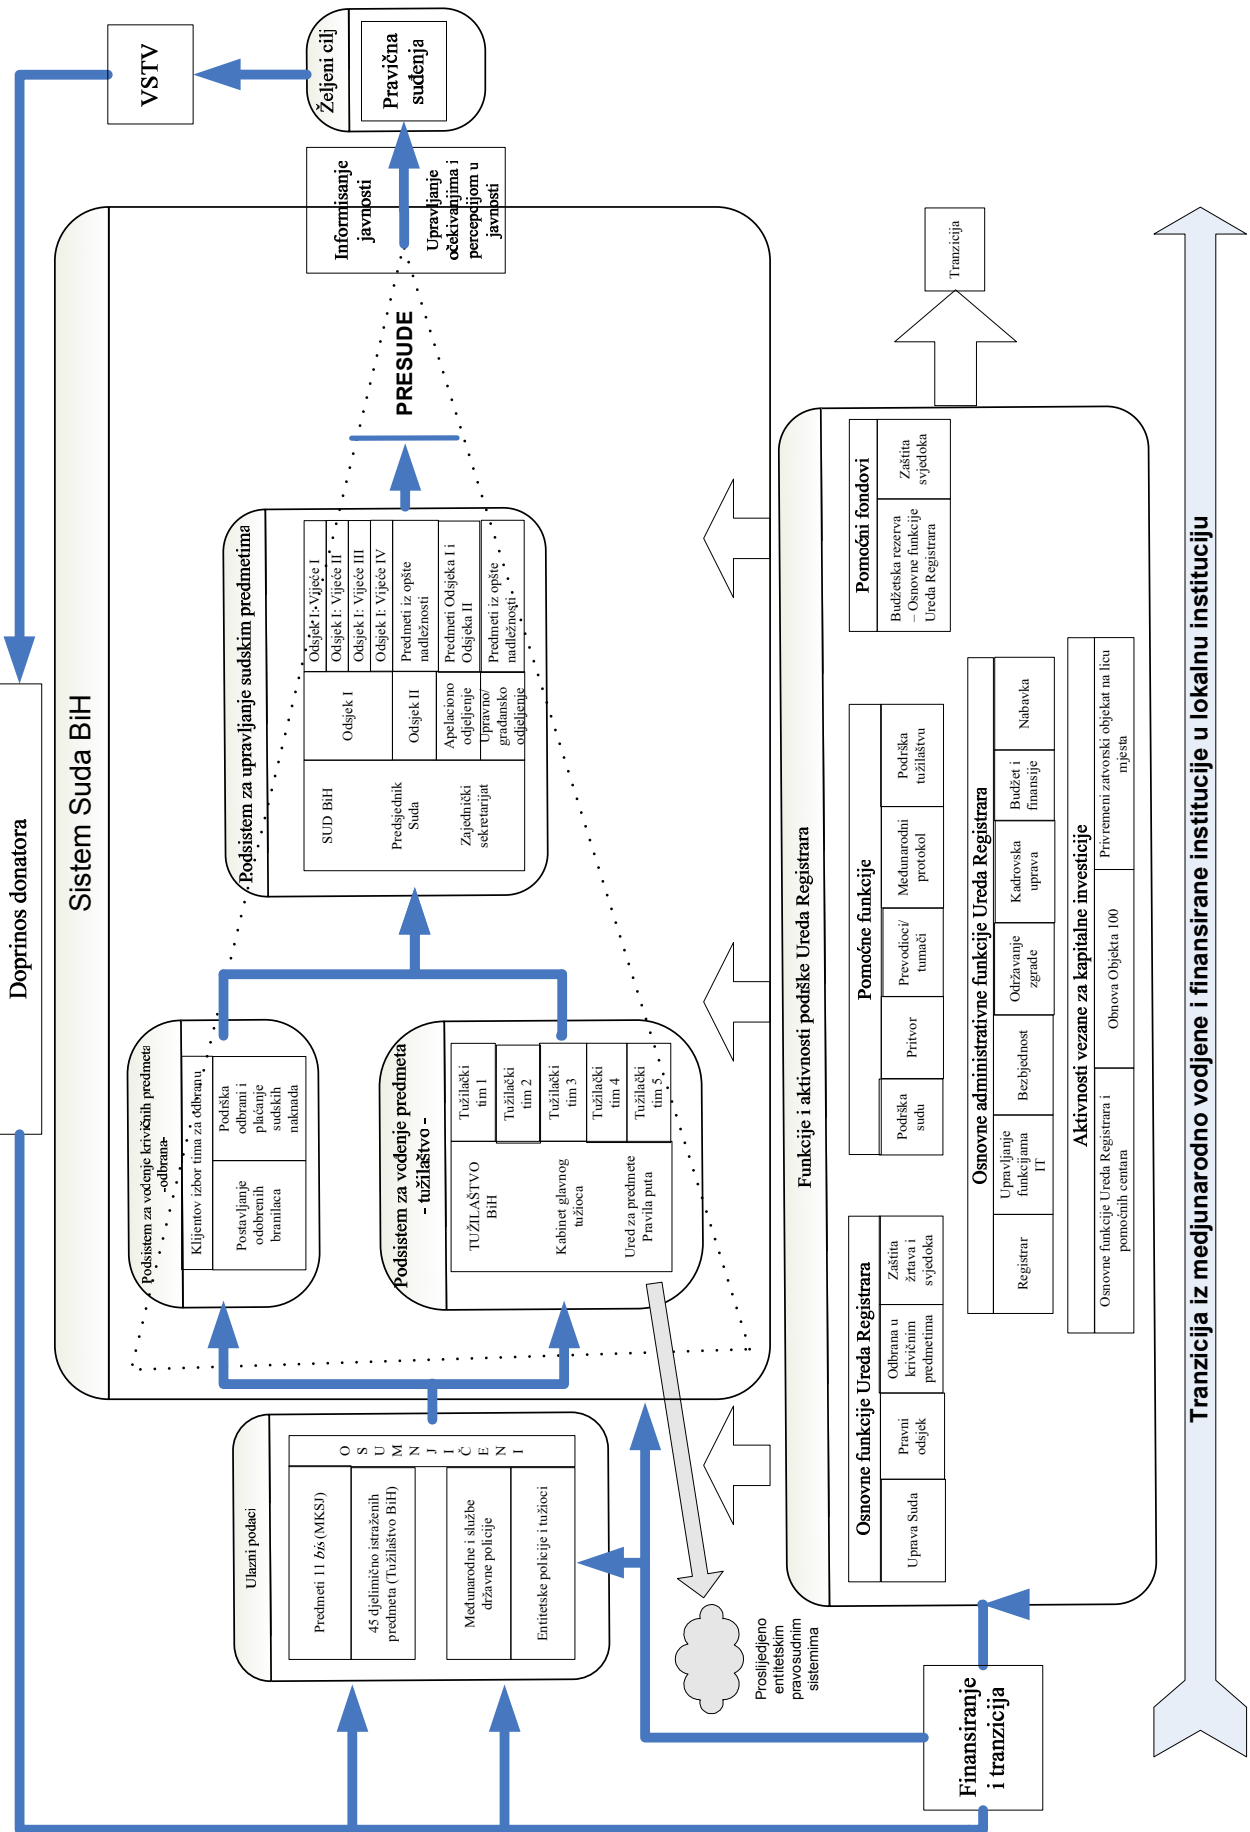 Doprinos donatora
VSTV
Željeni cilj
Pravična
suđenja
Sistem Suda BiH
Informisanje
javnosti
Upravljanje
očekivanjima i
percepcijom u
javnosti
Ulazni podaci
Predmeti 11 bis (MKSJ)
45 djelimično istraženih
predmeta (Tužilaštvo BiH)
Međunarodne i službe
državne policije
Entitetske policije i tužioci
O S U M N J I Č E N I
Podsistem za vođenje krivičnih predmeta
-odbrana-
Klijentov izbor tima za odbranu
Postavljanje
odobrenih
branilaca
Podrška
odbrani i
plaćanje
sudskih
naknada
Podsistem za vođenje predmeta
- tužilaštvo -
TUŽILAŠTVO
BiH
Kabinet glavnog
tužioca
Ured za predmete
Pravila puta
Tužilački
tim 1
Tužilački
tim 2
Tužilački
tim 3
Tužilački
tim 4
Tužilački
tim 5
Podsistem za upravljanje sudskim predmetima
SUD BiH
Predsjednik
Suda
Zajednički
sekretarijat
Odsjek I
Odsjek II
Apelaciono
odjeljenje
Upravno/
građansko
odjeljenje
Odsjek I: Vijeće I
Odsjek I: Vijeće II
Odsjek I: Vijeće III
Odsjek I: Vijeće IV
Predmeti iz opšte
nadležnosti
Predmeti Odsjeka I i
Odsjeka II
Predmeti iz opšte
nadležnosti
PRESUDE
Proslijedjeno
entitetskim
pravosudnim
sistemima
Funkcije i aktivnosti podrške Ureda Registrara
Osnovne funkcije Ureda Registrara
Uprava Suda
Pravni
odsjek
Odbrana u
krivičnim
predmetima
Zaštita
žrtava i
svjedoka
Pomoćne funkcije
Podrška
sudu
Pritvor
Prevodioci/
tumači
Međunarodni
protokol
Podrška
tužilaštvu
Pomoćni fondovi
Budžetska rezerva
– Osnovne funkcije
Ureda Registrara
Zaštita
svjedoka
Osnovne administrativne funkcije Ureda Registrara
Registrar
Upravljanje
funkcijama
IT
Bezbjednost
Održavanje
zgrade
Kadrovska
uprava
Budžet i
finansije
Nabavka
Aktivnosti vezane za kapitalne investicije
Osnovne funkcije Ureda Registrara i
pomoćnih centara
Obnova Objekta 100
Privremeni zatvorski objekat na licu
mjesta
Tranzicija
Finansiranje
i tranzicija
Tranzicija iz medjunarodno vodjene i finansirane institucije u lokalnu instituciju